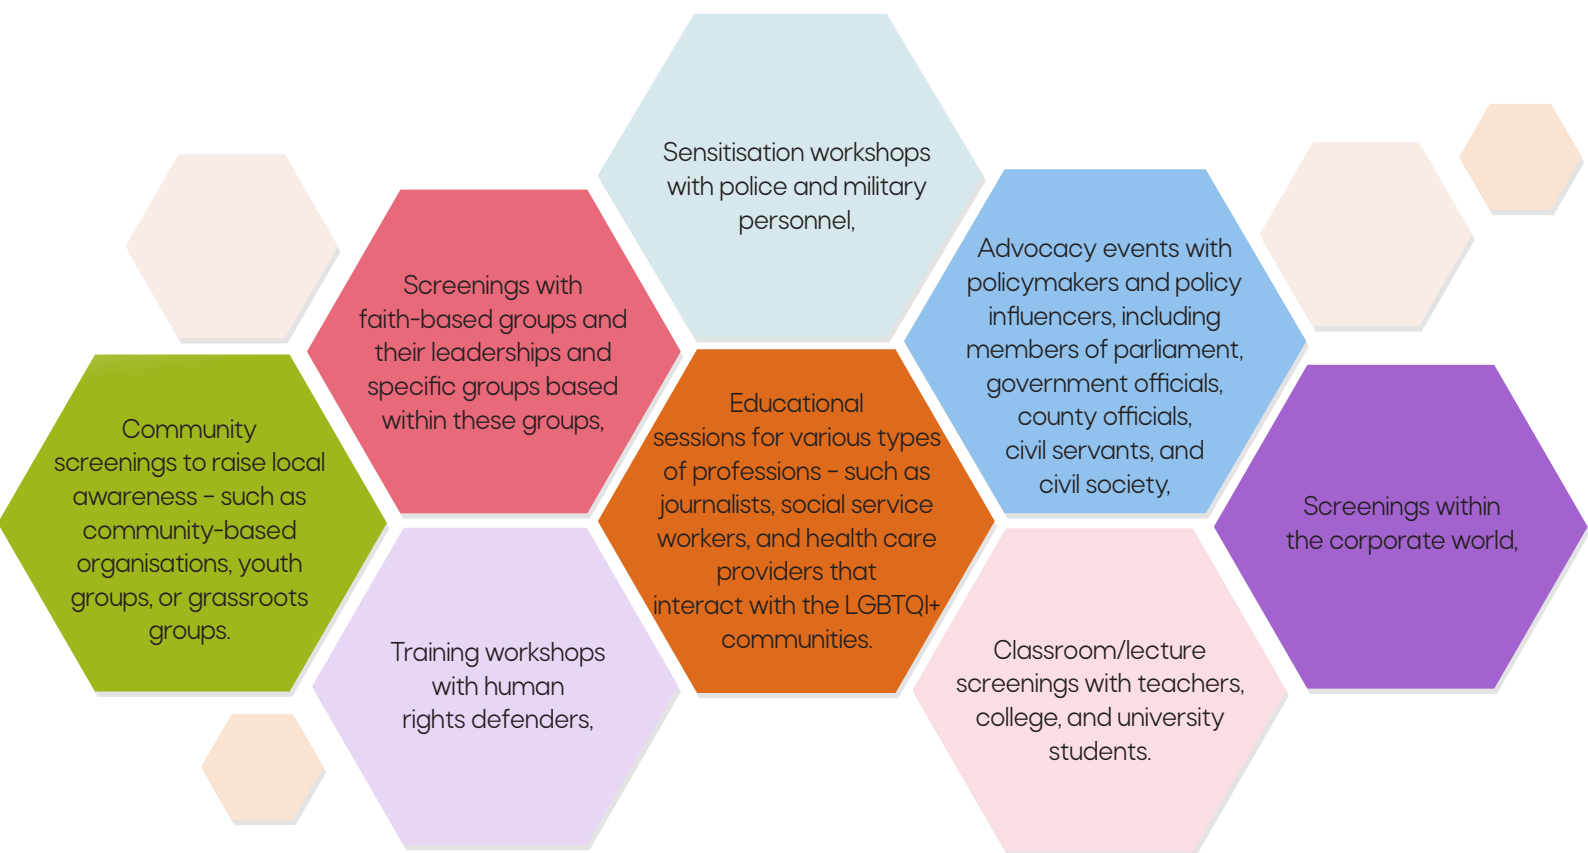 Sensitisation workshops
with police and military
personnel,
Screenings with
faith-based groups and
their leaderships and
specific groups based
within these groups,
Advocacy events with
policymakers and policy
influencers, including
members of parliament,
government officials,
county officials,
civil servants, and
civil society,
Community
screenings to raise local
awareness – such as
community-based
organisations, youth
groups, or grassroots
groups.
Educational
sessions for various types
of professions – such as
journalists, social service
workers, and health care
providers that
interact with the LGBTQI+
communities.
Screenings within
the corporate world,
Training workshops
with human
rights defenders,
Classroom/lecture
screenings with teachers,
college, and university
students.